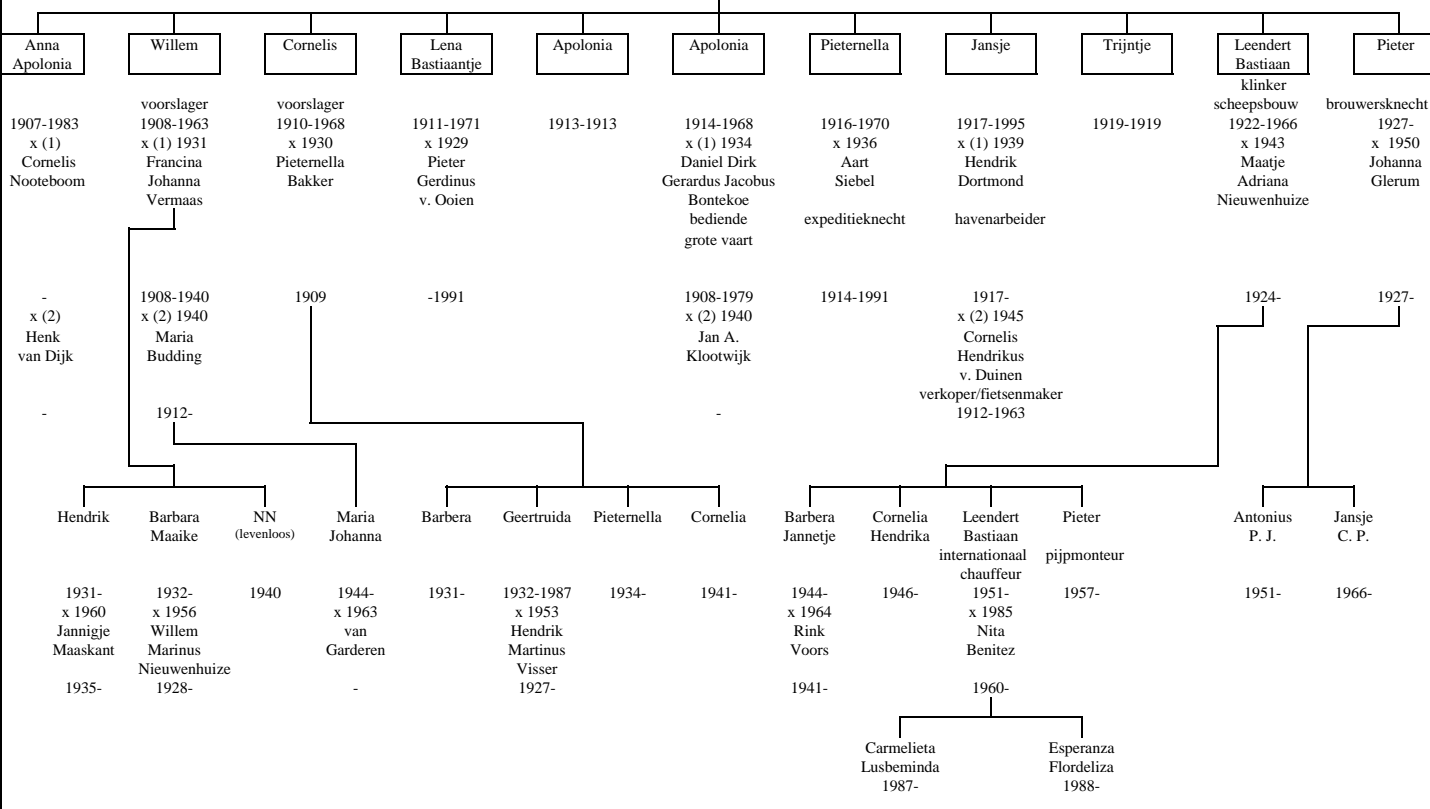 Anna
Apolonia
1907-1983
x (1)
Cornelis
Nooteboom
-
x (2)
Henk
van Dijk
-
Willem
voorslager
1908-1963
x (1) 1931
Francina
Johanna
Vermaas
1908-1940
x (2) 1940
Maria
Budding
1912-
Cornelis
voorslager
1910-1968
x 1930
Pieternella
Bakker
1909
Lena
Bastiaantje
1911-1971
x 1929
Pieter
Gerdinus
v. Ooien
-1991
Apolonia
1913-1913
Apolonia
1914-1968
x (1) 1934
Daniel Dirk
Gerardus Jacobus
Bontekoe
bediende
grote vaart
1908-1979
x (2) 1940
Jan A.
Klootwijk
-
Pieternella
1916-1970
x 1936
Aart
Siebel
expeditieknecht
1914-1991
Jansje
1917-1995
x (1) 1939
Hendrik
Dortmond
havenarbeider
1917-
x (2) 1945
Cornelis
Hendrikus
v. Duinen
verkoper/fietsenmaker
1912-1963
Trijntje
1919-1919
Leendert
Bastiaan
klinker
scheepsbouw
1922-1966
x 1943
Maatje
Adriana
Nieuwenhuize
1924-
Pieter
brouwersknecht
1927-
x 1950
Johanna
Glerum
1927-
Hendrik
1931-
x 1960
Jannigje
Maaskant
1935-
Barbara
Maaike
1932-
x 1956
Willem
Marinus
Nieuwenhuize
1928-
NN
(levenloos)
1940
Maria
Johanna
1944-
x 1963
van
Garderen
-
Barbera
1931-
Geertruida
1932-1987
x 1953
Hendrik
Martinus
Visser
1927-
Pieternella
1934-
Cornelia
1941-
Barbera
Jannetje
1944-
x 1964
Rink
Voors
1941-
Cornelia
Hendrika
1946-
Leendert
Bastiaan
internationaal
chauffeur
1951-
x 1985
Nita
Benitez
1960-
Pieter
pijpmonteur
1957-
Antonius
P. J.
1951-
Jansje
C. P.
1966-
Carmelieta
Lusbeminda
1987-
Esperanza
Flordeliza
1988-